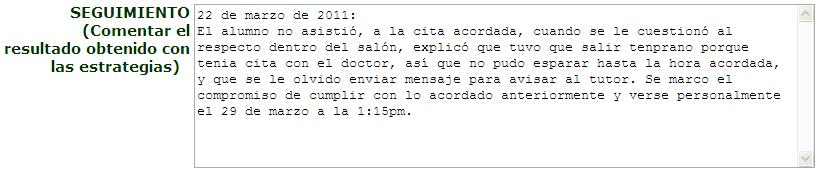 SEGUIMIENTO
(Comentar el
resultado obtenido con
las estrategias)
22 de marzo de 2011:
El alumno no asistió, a la cita acordada, cuando se le cuestionó al
respecto dentro del salón, explicó que tuvo que salir tenprano porque
tenia cita con el doctor, así que no pudo esparar hasta la hora acordada,
y que se le olvido enviar mensaje para avisar al tutor. Se marco el
compromiso de cumplir con lo acordado anteriormente y verse personalmente
el 29 de marzo a la 1:15pm.